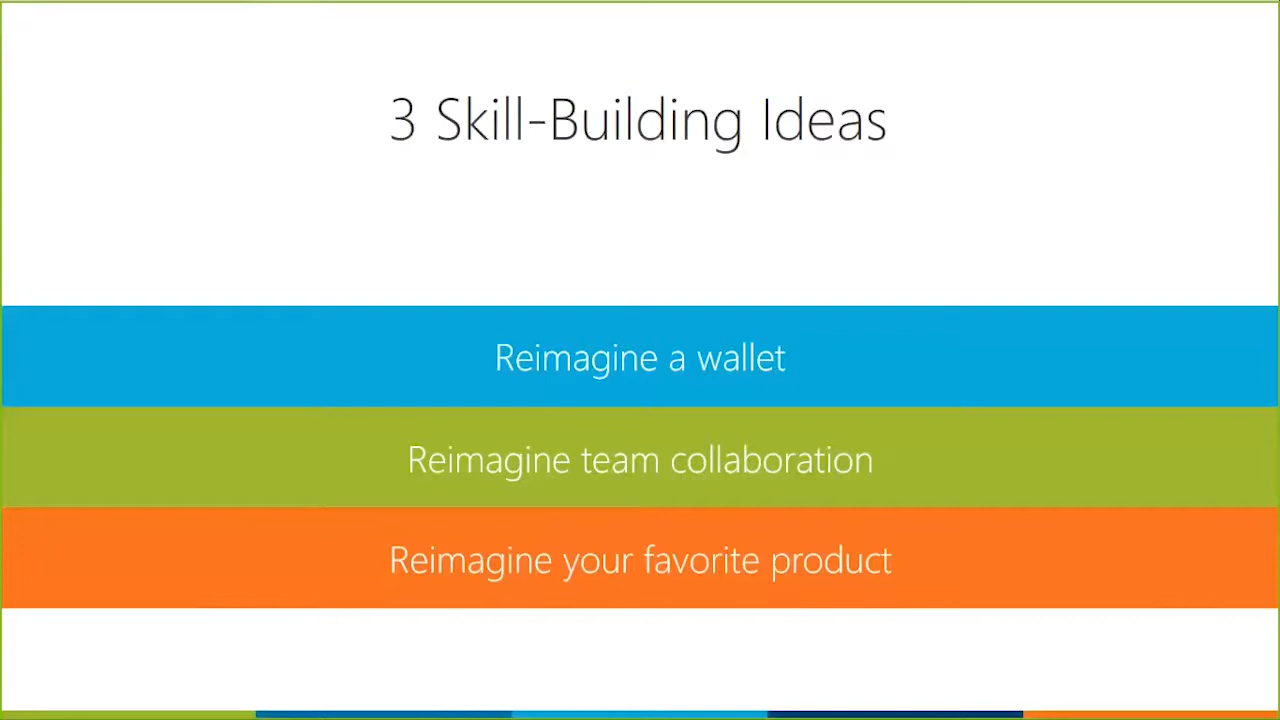 3 Skill-Building Ideas
Reimagine a wallet
Reimagine team collaboration
Reimagine your favorite product